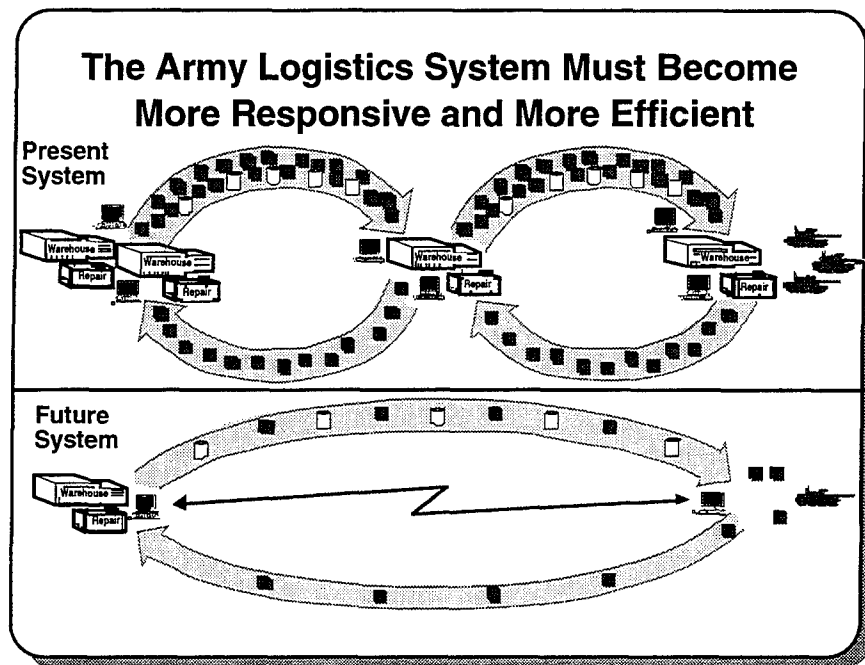 The Army Logistics System Must Become
More Responsive and More Efficient
Present
System
Warehouse
Warehouse
Repair
Repair
Warehouse
Repair
Warehouse
Repair
Future
System
Warehouse
Repair